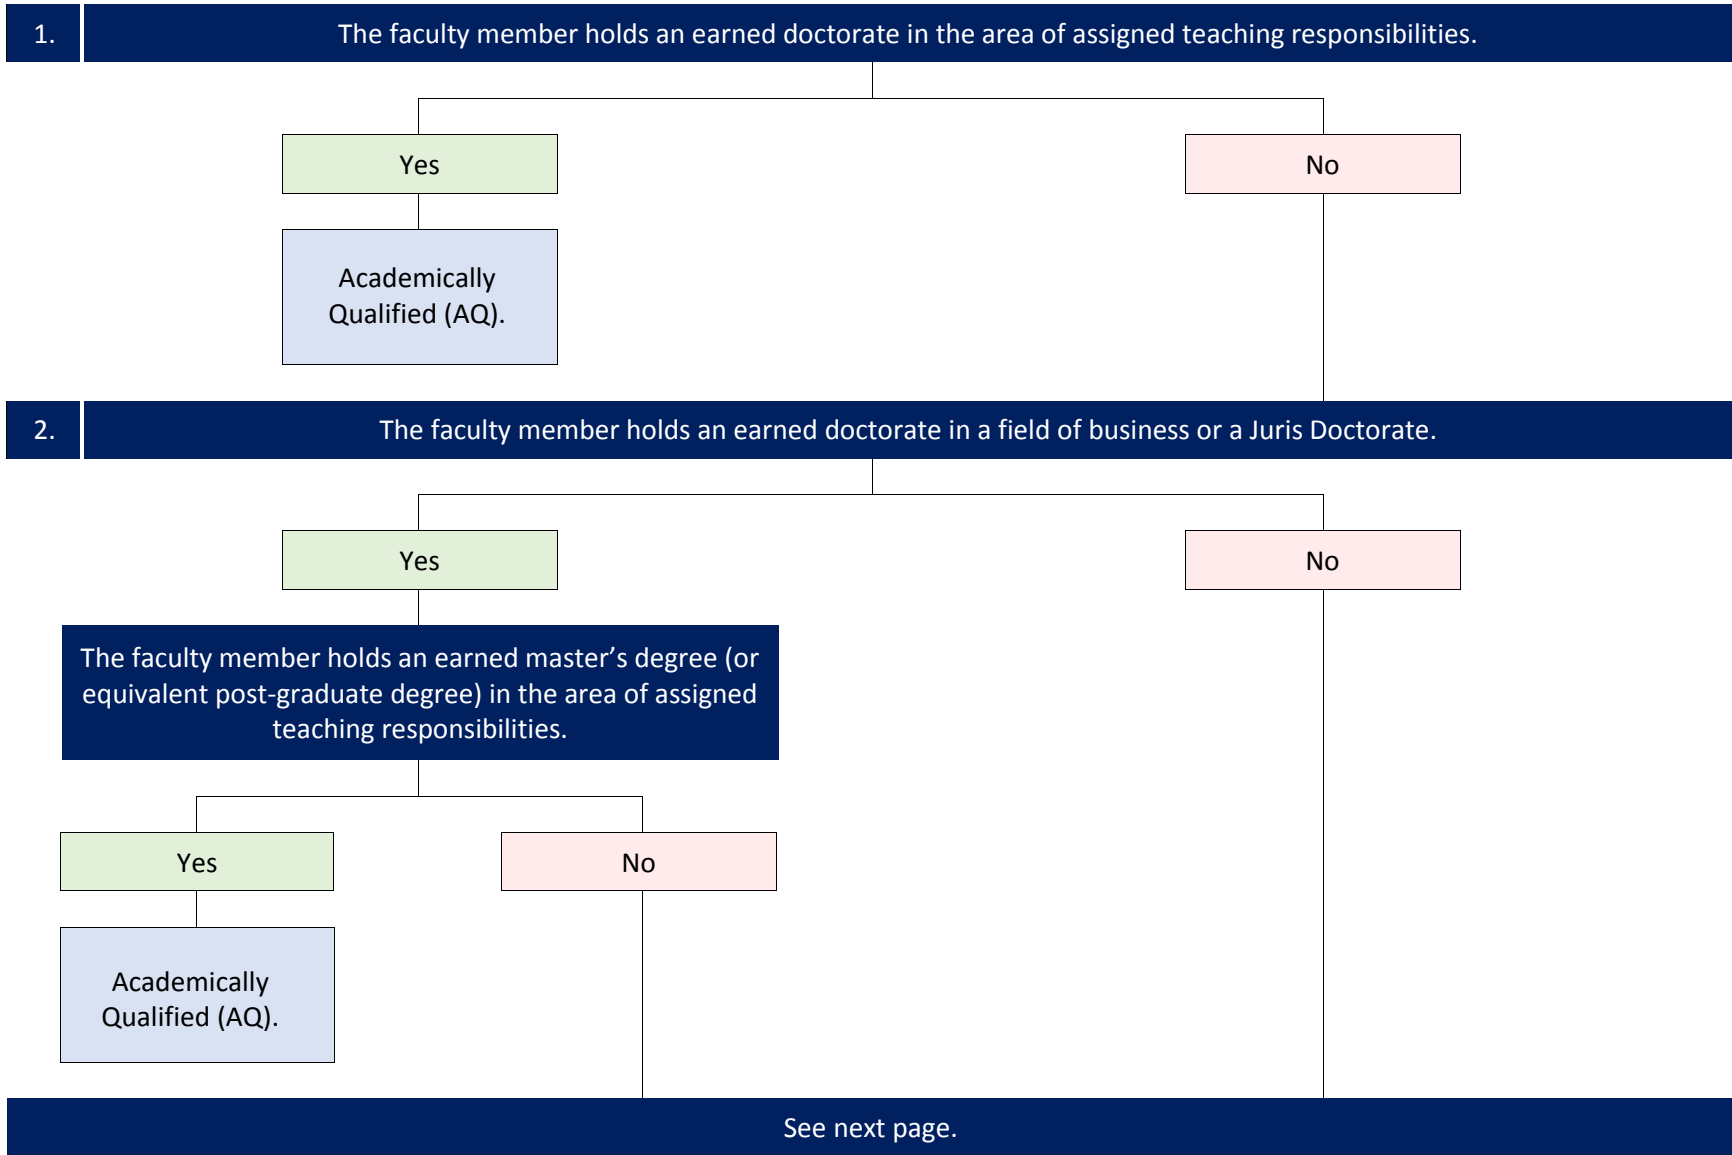 1.
The faculty member holds an earned doctorate in the area of assigned teaching responsibilities.
Yes
No
Academically
Qualified (AQ).
2.
The faculty member holds an earned doctorate in a field of business or a Juris Doctorate.
Yes
No
The faculty member holds an earned master’s degree (or
equivalent post-graduate degree) in the area of assigned
teaching responsibilities.
Yes
No
Academically
Qualified (AQ).
See next page.